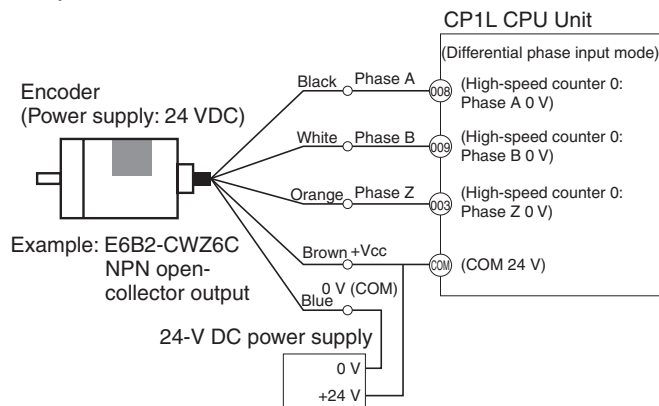 CP1L CPU Unit
(Differential phase input mode)
Encoder
(Power supply: 24 VDC)
Black Phase A 008 (High-speed counter 0:
Phase A 0 V)
White Phase B 009 (High-speed counter 0:
Phase B 0 V)
Orange Phase Z 003 (High-speed counter 0:
Phase Z 0 V)
Example: E6B2-CWZ6C
NPN open-
collector output
Brown +Vcc COM (COM 24 V)
0 V (COM)
Blue
24-V DC power supply
0 V
+24 V